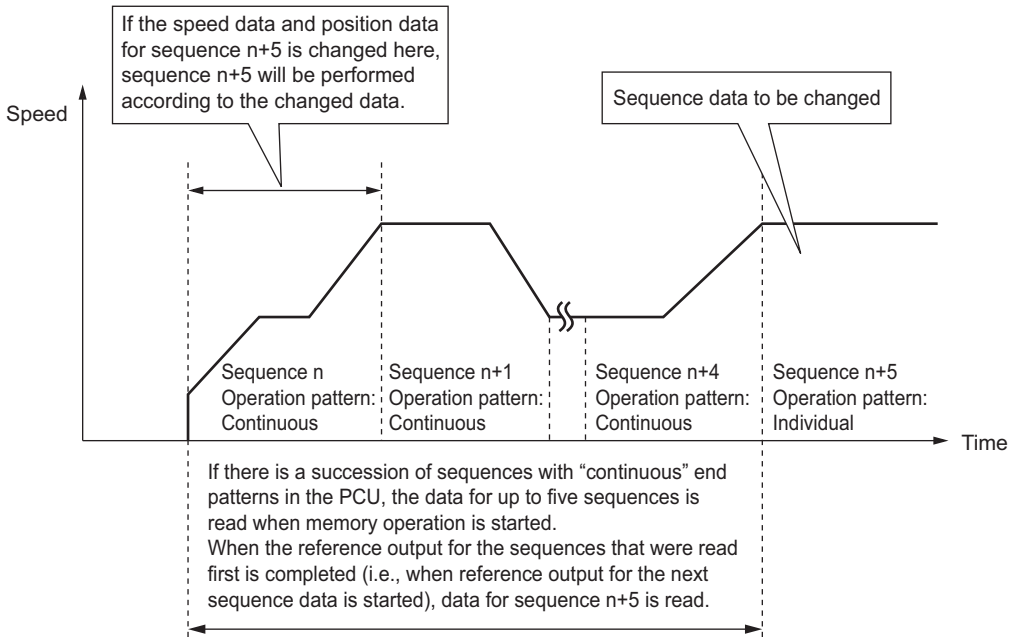 If the speed data and position data
for sequence n+5 is changed here,
sequence n+5 will be performed
according to the changed data.
Sequence data to be changed
Speed
Sequence n
Operation pattern:
Continuous
Sequence n+1
Operation pattern:
Continuous
Sequence n+4
Operation pattern:
Continuous
Sequence n+5
Operation pattern:
Individual
Time
If there is a succession of sequences with “continuous” end
patterns in the PCU, the data for up to five sequences is
read when memory operation is started.
When the reference output for the sequences that were read
first is completed (i.e., when reference output for the next
sequence data is started), data for sequence n+5 is read.